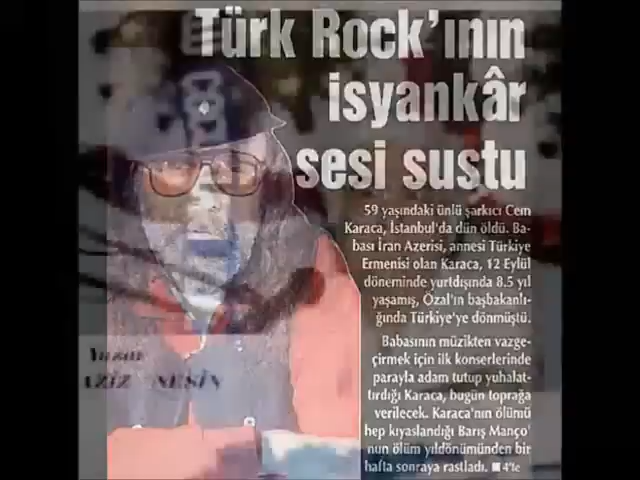 Türk Rock'ının
isyankâr
sesi sustu
59 yaşındaki ünlü şarkıcı Cem
Karaca, İstanbul'da dün öldü. Ba-
bası İran Azerisi, annesi Türkiye
Ermenisi olan Karaca, 12 Eylül
döneminde yurtdışında 8.5 yıl
yaşamış, Özal'ın başbakanlı-
ğında Türkiye'ye dönmüştü.
Babasının müzikten vazge-
çirmek için ilk konserlerinde
parayla adam tutup yuhalat-
tırdığı Karaca, bugün toprağa
verilecek. Karaca'nın ölümü
hep kıyaslandığı Barış Manço'
nun ölüm yıldönümünden bir
hafta sonraya rastladı. ■ 4'te
Yazan
AZİZ NESİN